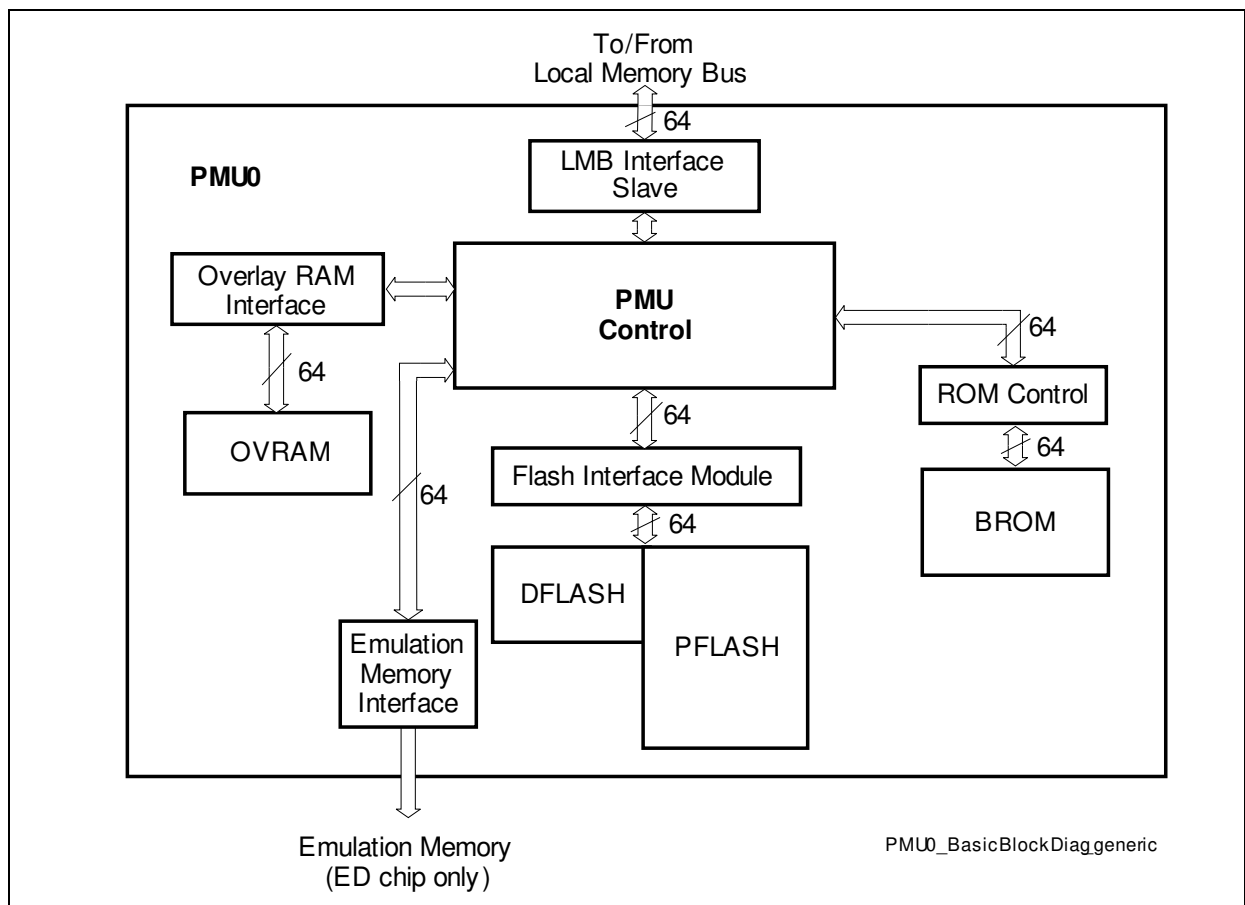 To/From
Local Memory Bus
64
PMU0
LMB Interface
Slave
Overlay RAM
Interface
PMU
Control
64
64
ROM Control
OVRAM
64
64
Flash Interface Module
64
64
BROM
DFLASH
PFLASH
Emulation
Memory
Interface
Emulation Memory
(ED chip only)
PMU0_BasicBlockDiag_generic